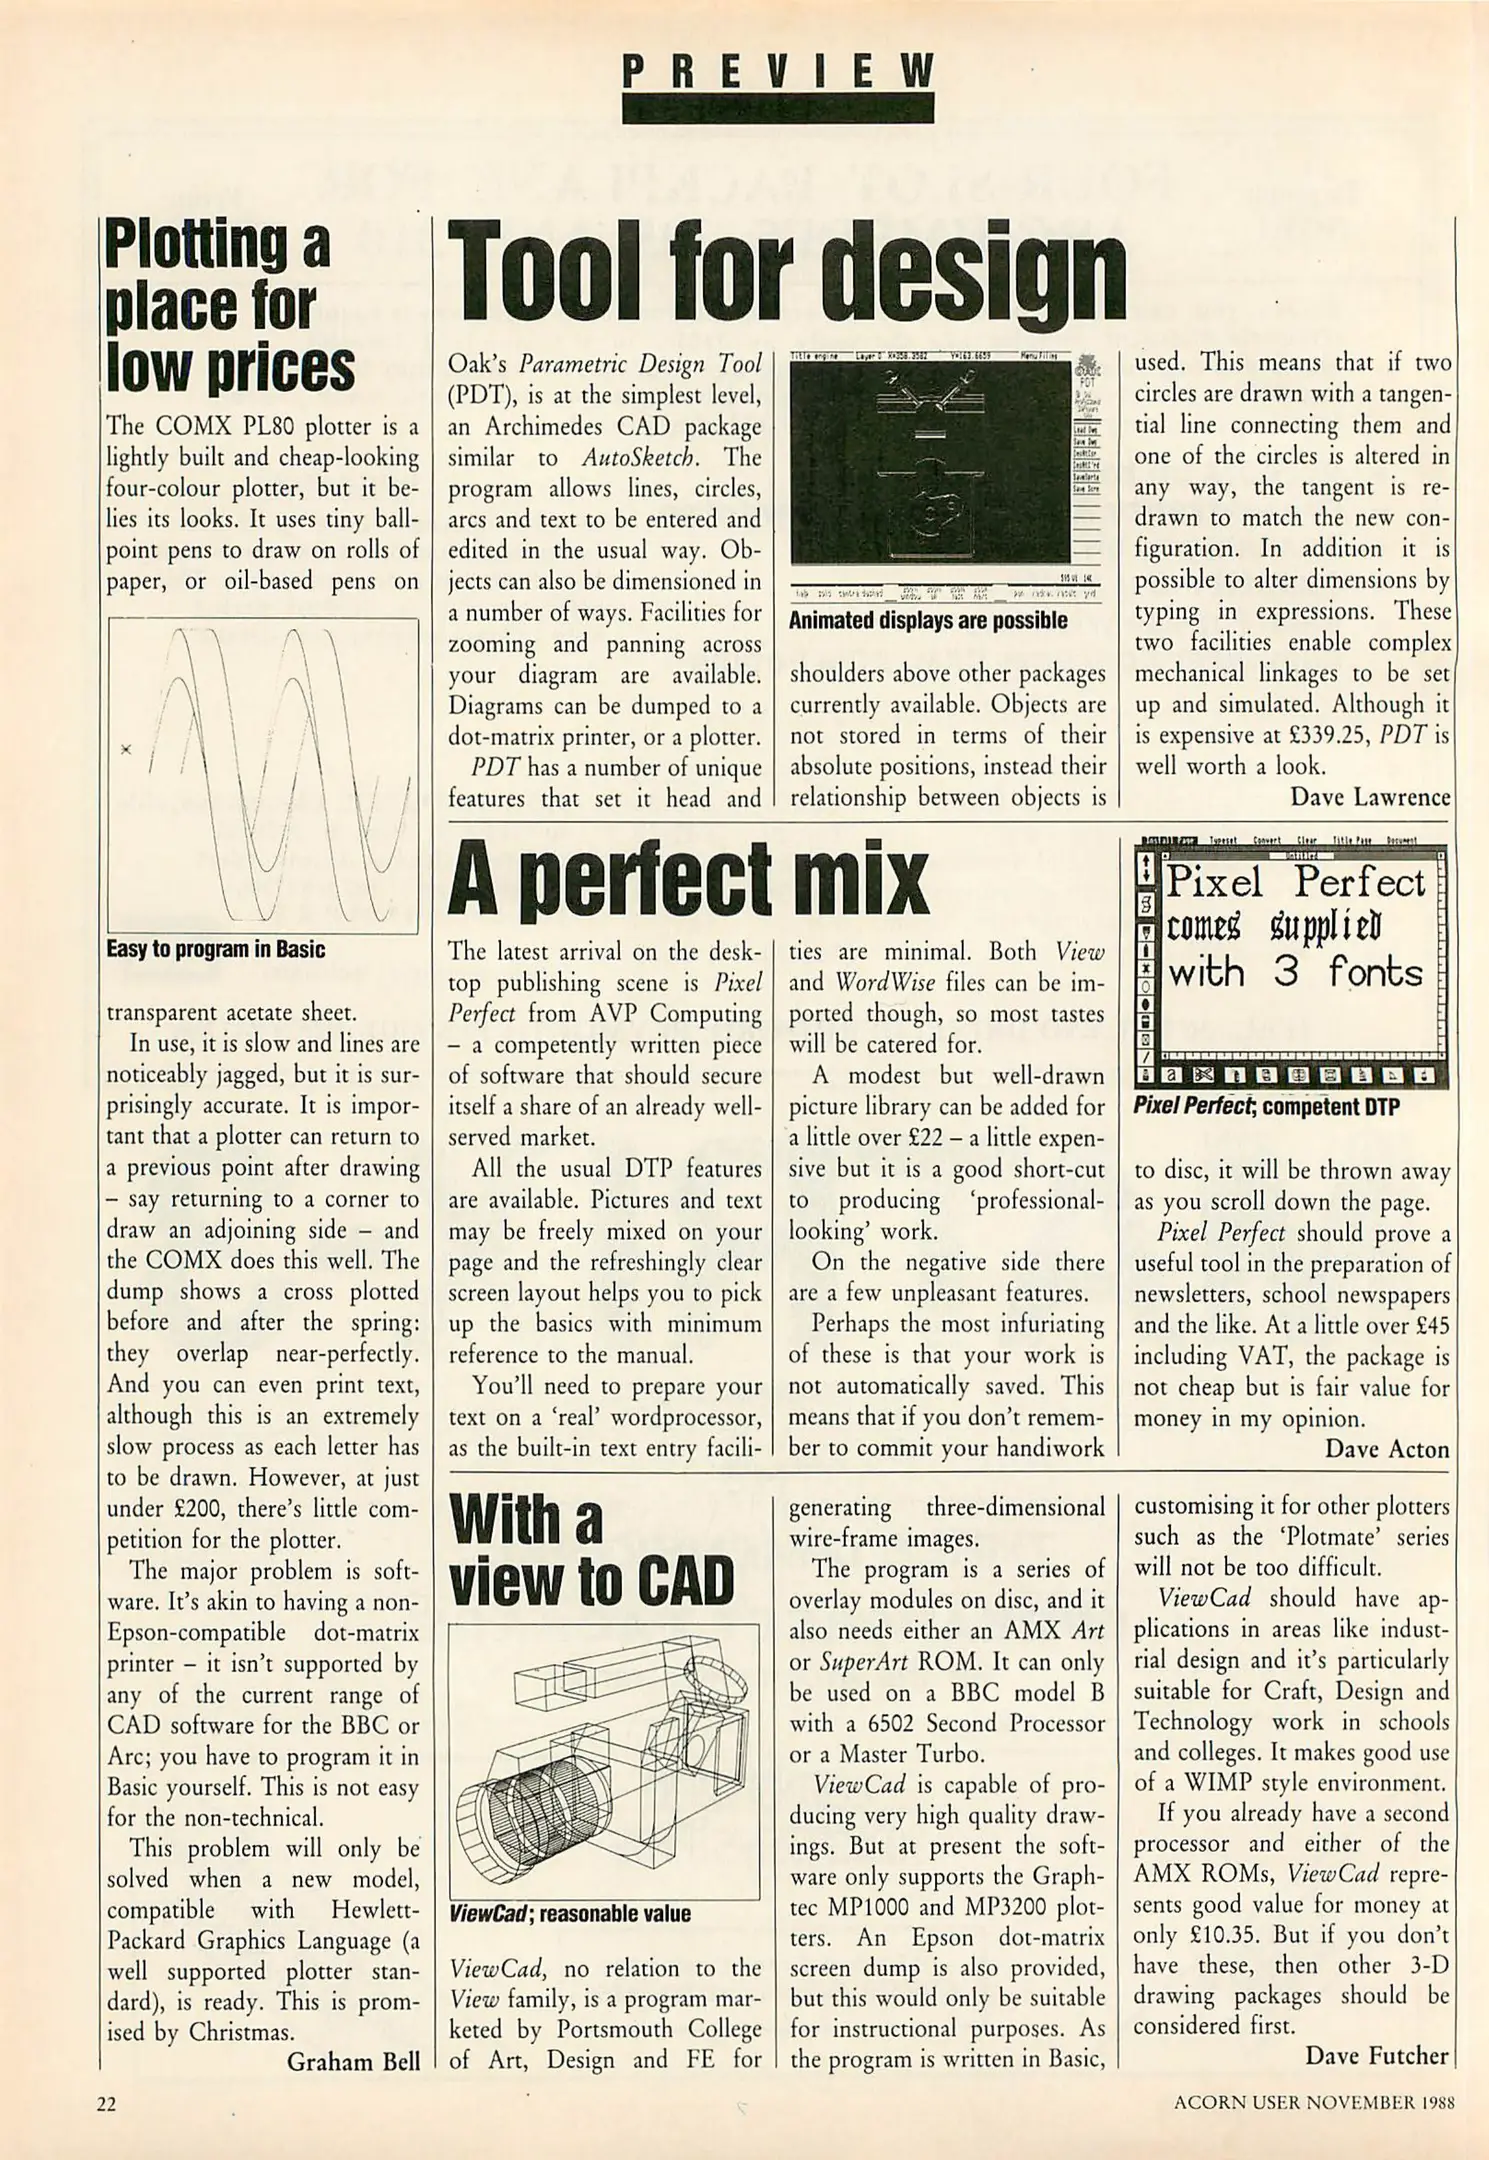 PREVIEW
Plotting a
place for
low prices
The COMX PL80 plotter is a
lightly built and cheap-looking
four-colour plotter, but it be-
lies its looks. It uses tiny ball-
point pens to draw on rolls of
paper, or oil-based pens on
Easy to program in Basic
transparent acetate sheet.
In use, it is slow and lines are
noticeably jagged, but it is sur-
prisingly accurate. It is impor-
tant that a plotter can return to
a previous point after drawing
– say returning to a corner to
draw an adjoining side – and
the COMX does this well. The
dump shows a cross plotted
before and after the spring:
they overlap near-perfectly.
And you can even print text,
although this is an extremely
slow process as each letter has
to be drawn. However, at just
under £200, there's little com-
petition for the plotter.
The major problem is soft-
ware. It's akin to having a non-
Epson-compatible dot-matrix
printer – it isn't supported by
any of the current range of
CAD software for the BBC or
Arc; you have to program it in
Basic yourself. This is not easy
for the non-technical.
This problem will only be
solved when a new model,
compatible with Hewlett-
Packard Graphics Language (a
well supported plotter stan-
dard), is ready. This is prom-
ised by Christmas.
Graham Bell
Tool for design
Oak's Parametric Design Tool
(PDT), is at the simplest level,
an Archimedes CAD package
similar to AutoSketch. The
program allows lines, circles,
arcs and text to be entered and
edited in the usual way. Ob-
jects can also be dimensioned in
a number of ways. Facilities for
zooming and panning across
your diagram are available.
Diagrams can be dumped to a
dot-matrix printer, or a plotter.
PDT has a number of unique
features that set it head and
Title engine Layer 0 X=358.3582 Y=163.6659 Menu Filing
PDT
Animated displays are possible
shoulders above other packages
currently available. Objects are
not stored in terms of their
absolute positions, instead their
relationship between objects is
used. This means that if two
circles are drawn with a tangen-
tial line connecting them and
one of the circles is altered in
any way, the tangent is re-
drawn to match the new con-
figuration. In addition it is
possible to alter dimensions by
typing in expressions. These
two facilities enable complex
mechanical linkages to be set
up and simulated. Although it
is expensive at £339.25, PDT is
well worth a look.
Dave Lawrence
A perfect mix
The latest arrival on the desk-
top publishing scene is Pixel
Perfect from AVP Computing
– a competently written piece
of software that should secure
itself a share of an already well-
served market.
All the usual DTP features
are available. Pictures and text
may be freely mixed on your
page and the refreshingly clear
screen layout helps you to pick
up the basics with minimum
reference to the manual.
You'll need to prepare your
text on a 'real' wordprocessor,
as the built-in text entry facili-
ties are minimal. Both View
and WordWise files can be im-
ported though, so most tastes
will be catered for.
A modest but well-drawn
picture library can be added for
a little over £22 – a little expen-
sive but it is a good short-cut
to producing 'professional-
looking' work.
On the negative side there
are a few unpleasant features.
Perhaps the most infuriating
of these is that your work is
not automatically saved. This
means that if you don't remem-
ber to commit your handiwork
Typeset Convert Clear Title Page Document
Untitled
Pixel Perfect
comes supplied
with 3 fonts
Pixel Perfect; competent DTP
to disc, it will be thrown away
as you scroll down the page.
Pixel Perfect should prove a
useful tool in the preparation of
newsletters, school newspapers
and the like. At a little over £45
including VAT, the package is
not cheap but is fair value for
money in my opinion.
Dave Acton
With a
view to CAD
ViewCad; reasonable value
ViewCad, no relation to the
View family, is a program mar-
keted by Portsmouth College
of Art, Design and FE for
generating three-dimensional
wire-frame images.
The program is a series of
overlay modules on disc, and it
also needs either an AMX Art
or SuperArt ROM. It can only
be used on a BBC model B
with a 6502 Second Processor
or a Master Turbo.
ViewCad is capable of pro-
ducing very high quality draw-
ings. But at present the soft-
ware only supports the Graph-
tec MP1000 and MP3200 plot-
ters. An Epson dot-matrix
screen dump is also provided,
but this would only be suitable
for instructional purposes. As
the program is written in Basic,
customising it for other plotters
such as the 'Plotmate' series
will not be too difficult.
ViewCad should have ap-
plications in areas like indust-
rial design and it's particularly
suitable for Craft, Design and
Technology work in schools
and colleges. It makes good use
of a WIMP style environment.
If you already have a second
processor and either of the
AMX ROMs, ViewCad repre-
sents good value for money at
only £10.35. But if you don't
have these, then other 3-D
drawing packages should be
considered first.
Dave Futcher
22
ACORN USER NOVEMBER 1988